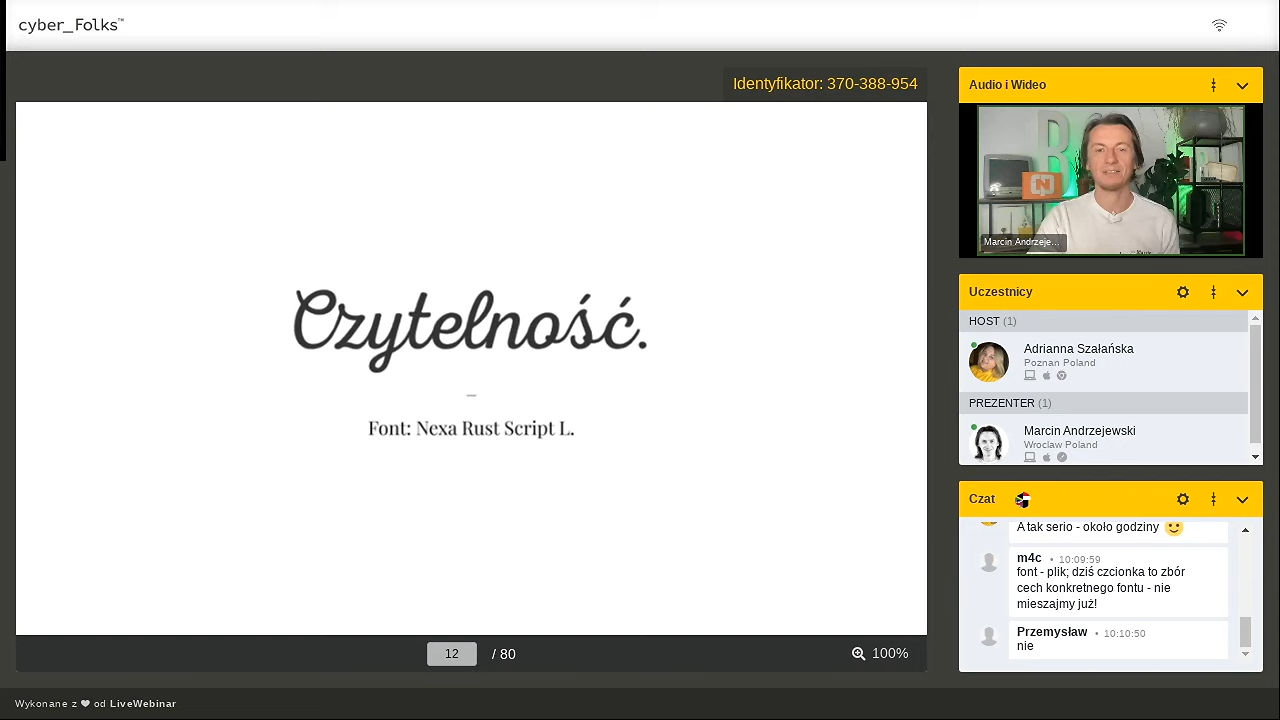 cyber_Folks™
Identyfikator: 370-388-954
Czytelność.
Font: Nexa Rust Script L.
12 / 80
100%
Audio i Wideo
Marcin Andrzeje...
Uczestnicy
HOST (1)
Adrianna Szałańska
Poznan Poland
PREZENTER (1)
Marcin Andrzejewski
Wroclaw Poland
Czat
A tak serio - około godziny
m4c • 10:09:59
font - plik; dziś czcionka to zbór
cech konkretnego fontu - nie
mieszajmy już!
Przemysław • 10:10:50
nie
Wykonane z ❤ od LiveWebinar